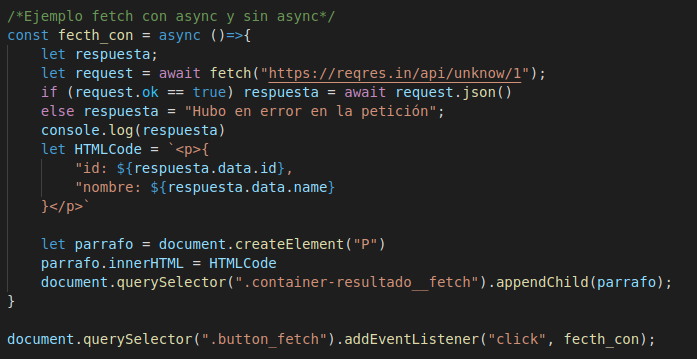 /*Ejemplo fetch con async y sin async*/
const fecth_con = async ()=>{
    let respuesta;
    let request = await fetch("https://reqres.in/api/unknow/1");
    if (request.ok == true) respuesta = await request.json()
    else respuesta = "Hubo en error en la petición";
    console.log(respuesta)
    let HTMLCode = `<p>{
        "id: ${respuesta.data.id},
        "nombre: ${respuesta.data.name}
    }</p>`
    let parrafo = document.createElement("P")
    parrafo.innerHTML = HTMLCode
    document.querySelector(".container-resultado__fetch").appendChild(parrafo);
}
document.querySelector(".button_fetch").addEventListener("click", fecth_con);